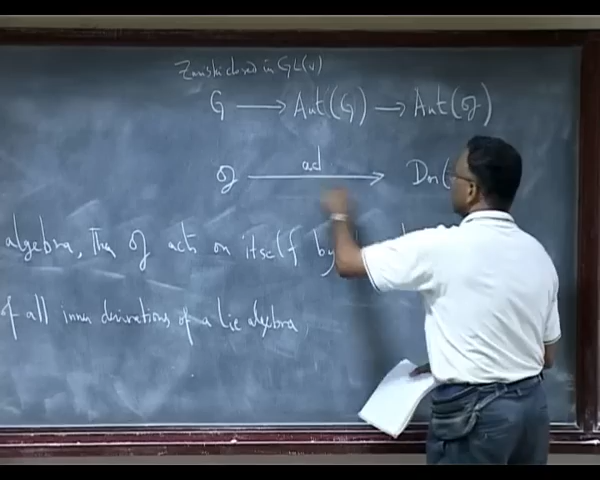 Zariski closed in GL(V)
G → Aut(G) → Aut(𝔤)
𝔤 ad → Der(
algebra, Then 𝔤 acts on itself by
of all inner derivations of a Lie algebra,